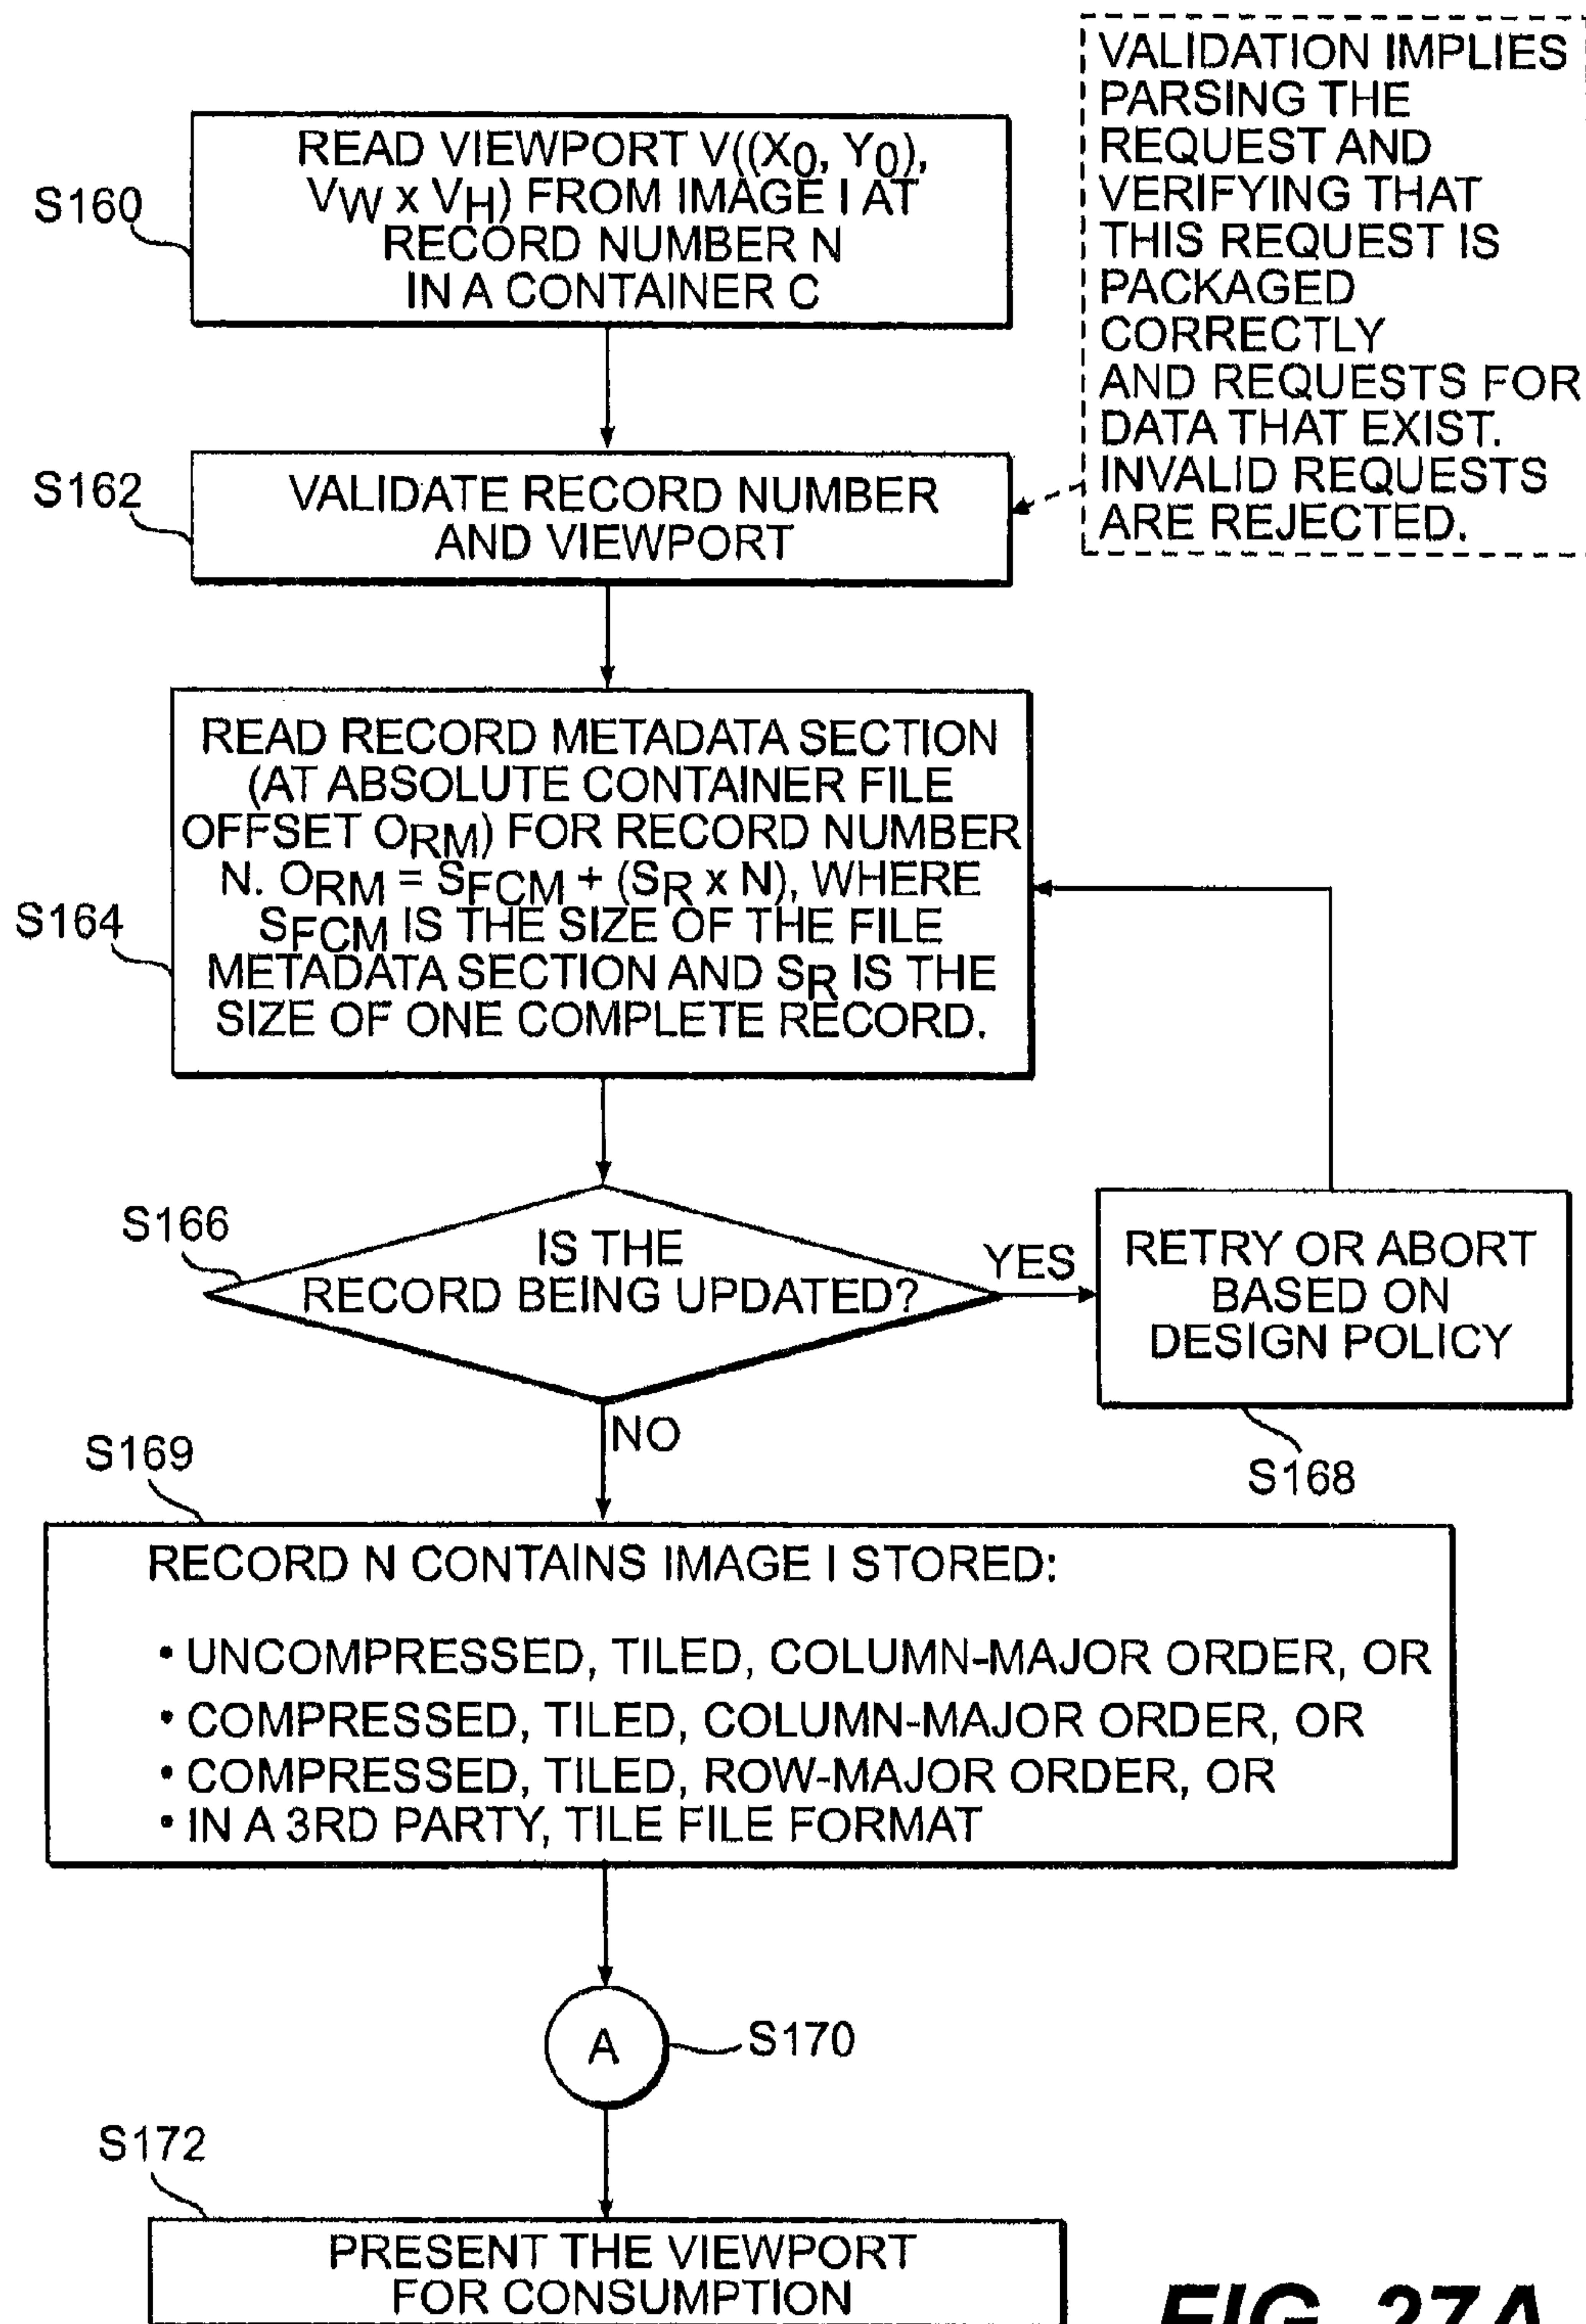 VALIDATION IMPLIES
PARSING THE
REQUEST AND
VERIFYING THAT
THIS REQUEST IS
PACKAGED
CORRECTLY
AND REQUESTS FOR
DATA THAT EXIST.
INVALID REQUESTS
ARE REJECTED.
S160
READ VIEWPORT V((X0, Y0),
VW x VH) FROM IMAGE I AT
RECORD NUMBER N
IN A CONTAINER C
S162
VALIDATE RECORD NUMBER
AND VIEWPORT
S164
READ RECORD METADATA SECTION
(AT ABSOLUTE CONTAINER FILE
OFFSET ORM) FOR RECORD NUMBER
N. ORM = SFCM + (SR x N), WHERE
SFCM IS THE SIZE OF THE FILE
METADATA SECTION AND SR IS THE
SIZE OF ONE COMPLETE RECORD.
S166
IS THE
RECORD BEING UPDATED?
YES
RETRY OR ABORT
BASED ON
DESIGN POLICY
S168
NO
S169
RECORD N CONTAINS IMAGE I STORED:
• UNCOMPRESSED, TILED, COLUMN-MAJOR ORDER, OR
• COMPRESSED, TILED, COLUMN-MAJOR ORDER, OR
• COMPRESSED, TILED, ROW-MAJOR ORDER, OR
• IN A 3RD PARTY, TILE FILE FORMAT
A
S170
S172
PRESENT THE VIEWPORT
FOR CONSUMPTION
FIG. 27A